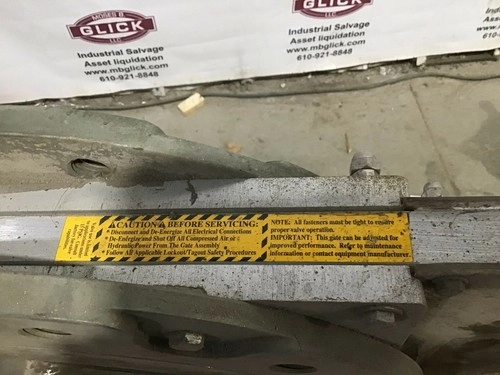 MOSES B.
GLICK
LLC
Industrial Salvage
Asset liquidation
www.mbglick.com
610-921-8848
GLICK
LLC
Industrial Salvage
Asset liquidation
www.mbglick.com
610-921-8848
CAUTION BEFORE SERVICING:
• Disconnect and De-Energize All Electrical Connections
• De-Energize and Shut Off All Compressed Air or
Hydraulic Power From The Gate Assembly
• Follow All Applicable Lockout/Tagout Safety Procedures
NOTE: All fasteners must be tight to ensure
proper valve operation.
IMPORTANT: This gate can be adjusted for
improved performance. Refer to maintenance
information or contact equipment manufacturer.